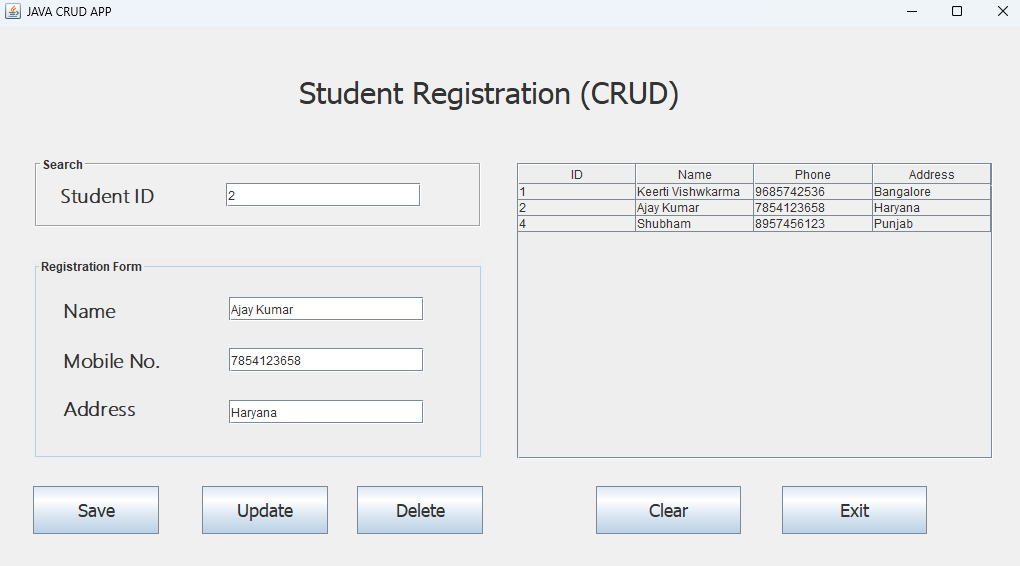 JAVA CRUD APP
Student Registration (CRUD)
Search
Student ID 2
Registration Form
Name Ajay Kumar
Mobile No. 7854123658
Address Haryana
ID Name Phone Address
1 Keerti Vishwkarma 9685742536 Bangalore
2 Ajay Kumar 7854123658 Haryana
4 Shubham 8957456123 Punjab
Save Update Delete Clear Exit